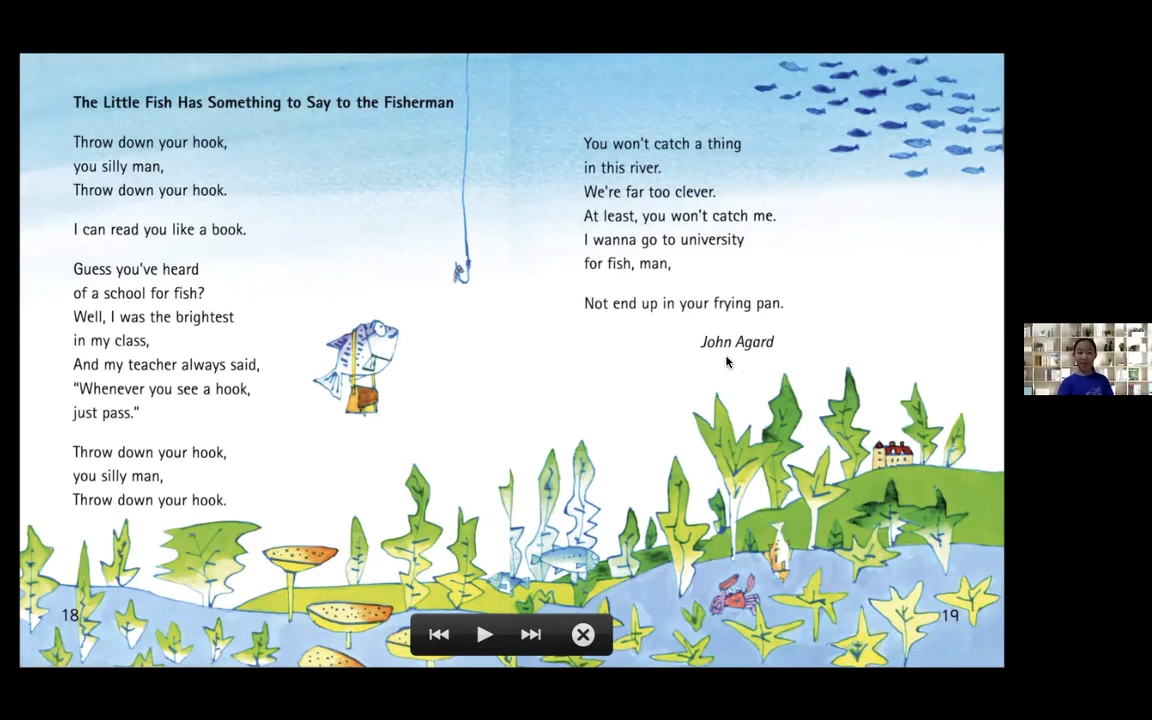 The Little Fish Has Something to Say to the Fisherman
Throw down your hook,
you silly man,
Throw down your hook.
I can read you like a book.
Guess you've heard
of a school for fish?
Well, I was the brightest
in my class,
And my teacher always said,
“Whenever you see a hook,
just pass.”
Throw down your hook,
you silly man,
Throw down your hook.
18
You won't catch a thing
in this river.
We're far too clever.
At least, you won't catch me.
I wanna go to university
for fish, man,
Not end up in your frying pan.
John Agard
19